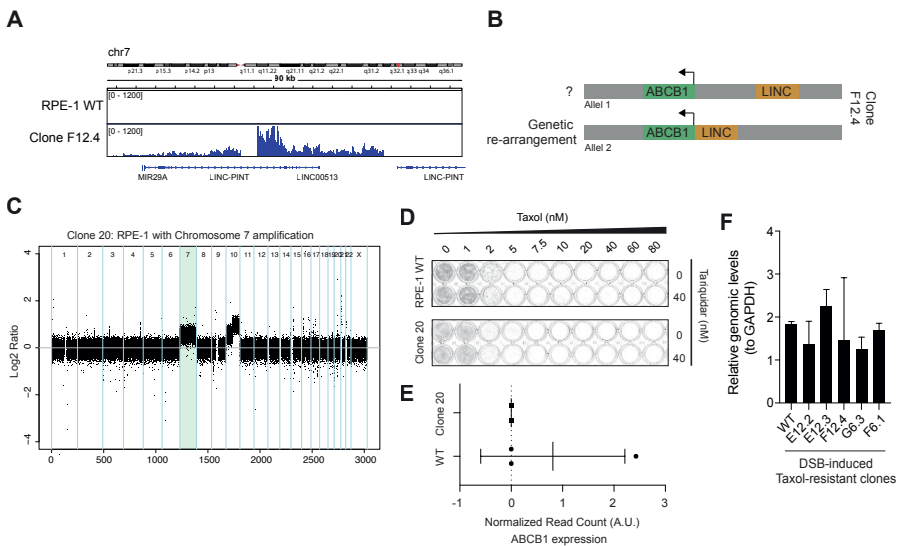 A
chr7
p21.3 p15.3 p14.2 p13 q11.1 q11.22 q21.11 q21.2 q22.1 q31.2 q32.1 q33 q34 q36.1
90 kb
RPE-1 WT
[0 - 1200]
Clone F12.4
[0 - 1200]
MIR29A LINC-PINT LINC00513 LINC-PINT
B
? ABCB1 LINC
Allel 1
Genetic
re-arrangement
ABCB1 LINC
Allel 2
Clone
F12.4
C
Clone 20: RPE-1 with Chromosome 7 amplification
1 2 3 4 5 6 7 8 9 10 11 12 13 14 15 16 17 18 19 20 21 22 X
Log2 Ratio
4
2
0
−2
−4
0 500 1000 1500 2000 2500 3000
D
Taxol (nM)
0 1 2 5 7.5 10 20 40 60 80
RPE-1 WT
0
40
Clone 20
0
40
Tariquidar (nM)
E
Clone 20
WT
-1 0 1 2 3
Normalized Read Count (A.U.)
ABCB1 expression
F
Relative genomic levels
(to GAPDH)
4
3
2
1
0
WT E12.2 E12.3 F12.4 G6.3 F6.1
DSB-induced
Taxol-resistant clones